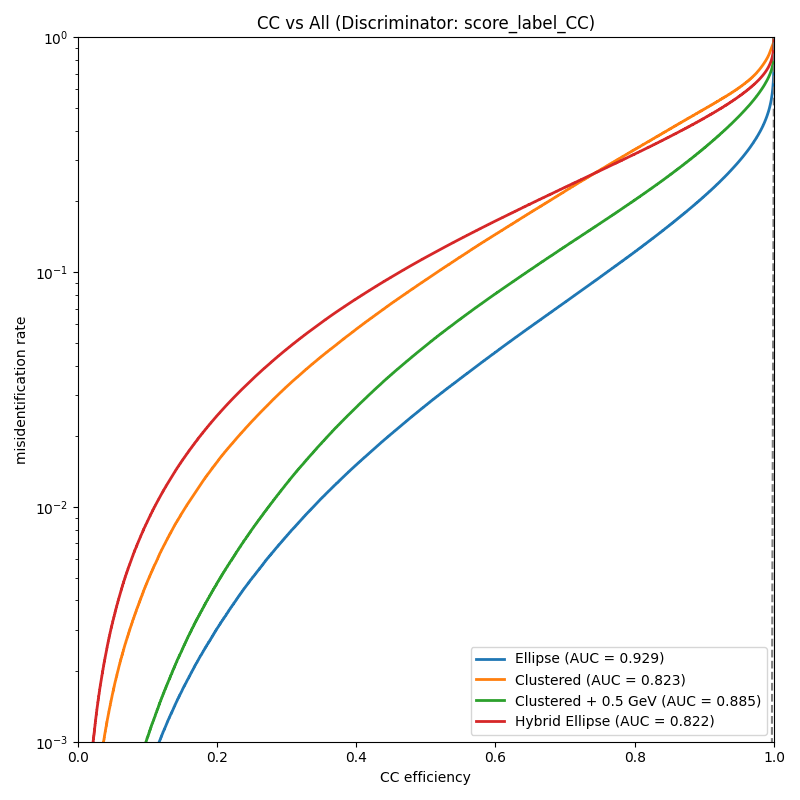 CC vs All (Discriminator: score_label_CC)
misidentification rate
10⁰
10⁻¹
10⁻²
10⁻³
Ellipse (AUC = 0.929)
Clustered (AUC = 0.823)
Clustered + 0.5 GeV (AUC = 0.885)
Hybrid Ellipse (AUC = 0.822)
0.0 0.2 0.4 0.6 0.8 1.0
CC efficiency